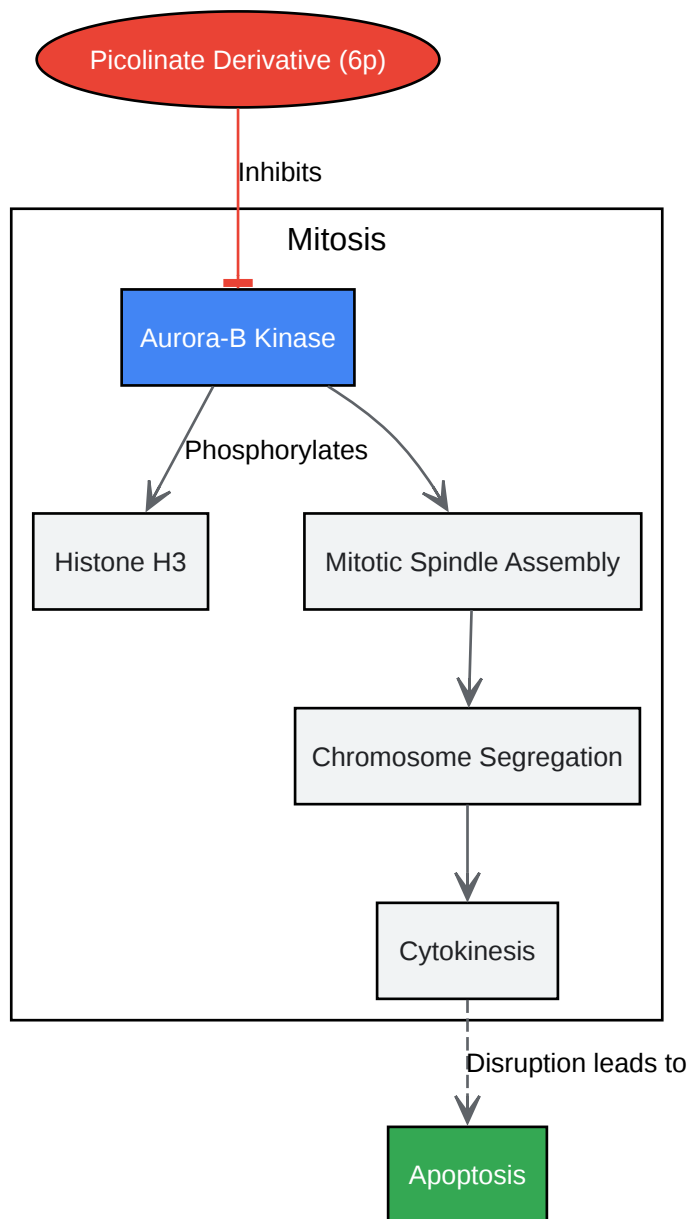 Picolinate Derivative (6p)
Inhibits
Mitosis
Aurora-B Kinase
Phosphorylates
Histone H3
Mitotic Spindle Assembly
Chromosome Segregation
Cytokinesis
Disruption leads to
Apoptosis